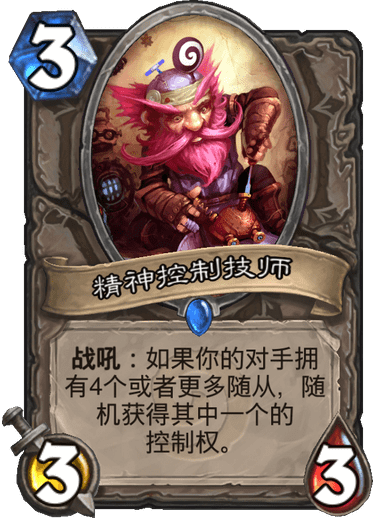 3
精神控制技师
战吼：如果你的对手拥
有4个或者更多随从，随
机获得其中一个的
控制权。
3
3